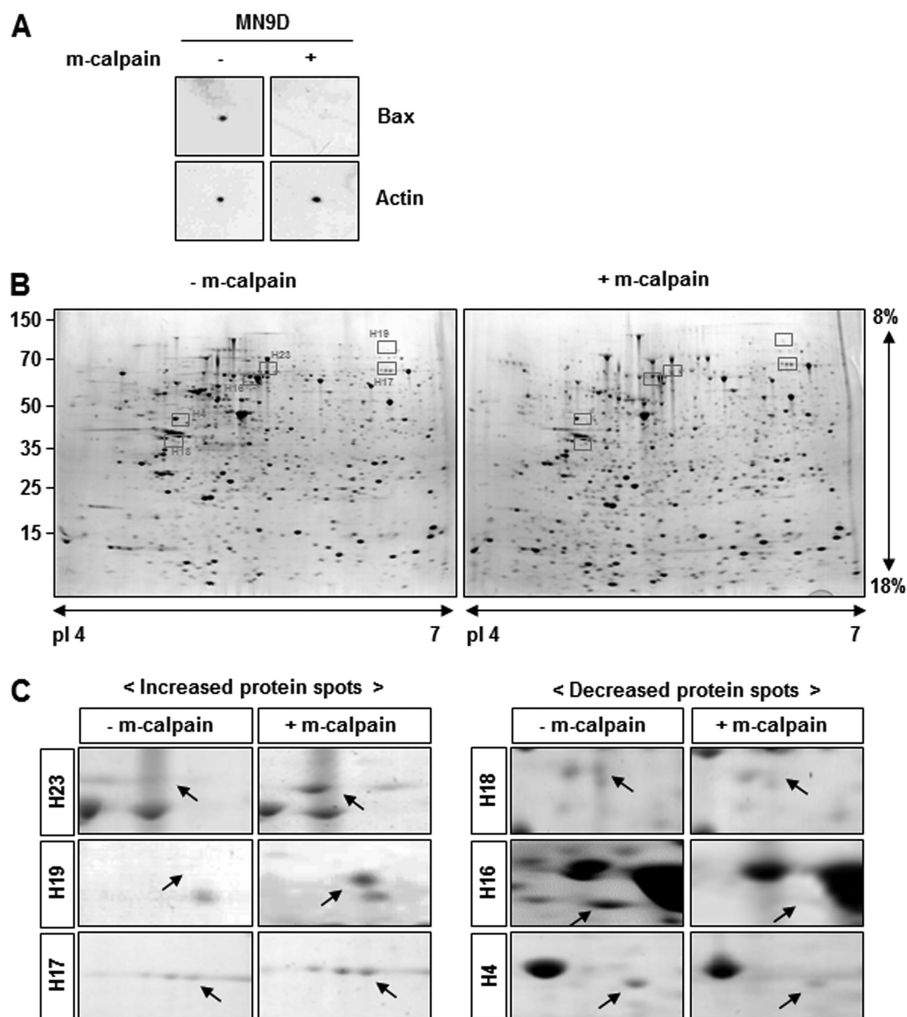 A
MN9D
m-calpain - +
Bax
Actin
B
- m-calpain + m-calpain
150
70
50
35
25
15
H19
H23
H17
H16
H4
H18
8%
18%
pI 4 7 pI 4 7
C
< Increased protein spots > < Decreased protein spots >
- m-calpain + m-calpain - m-calpain + m-calpain
H23
H19
H17
H18
H16
H4